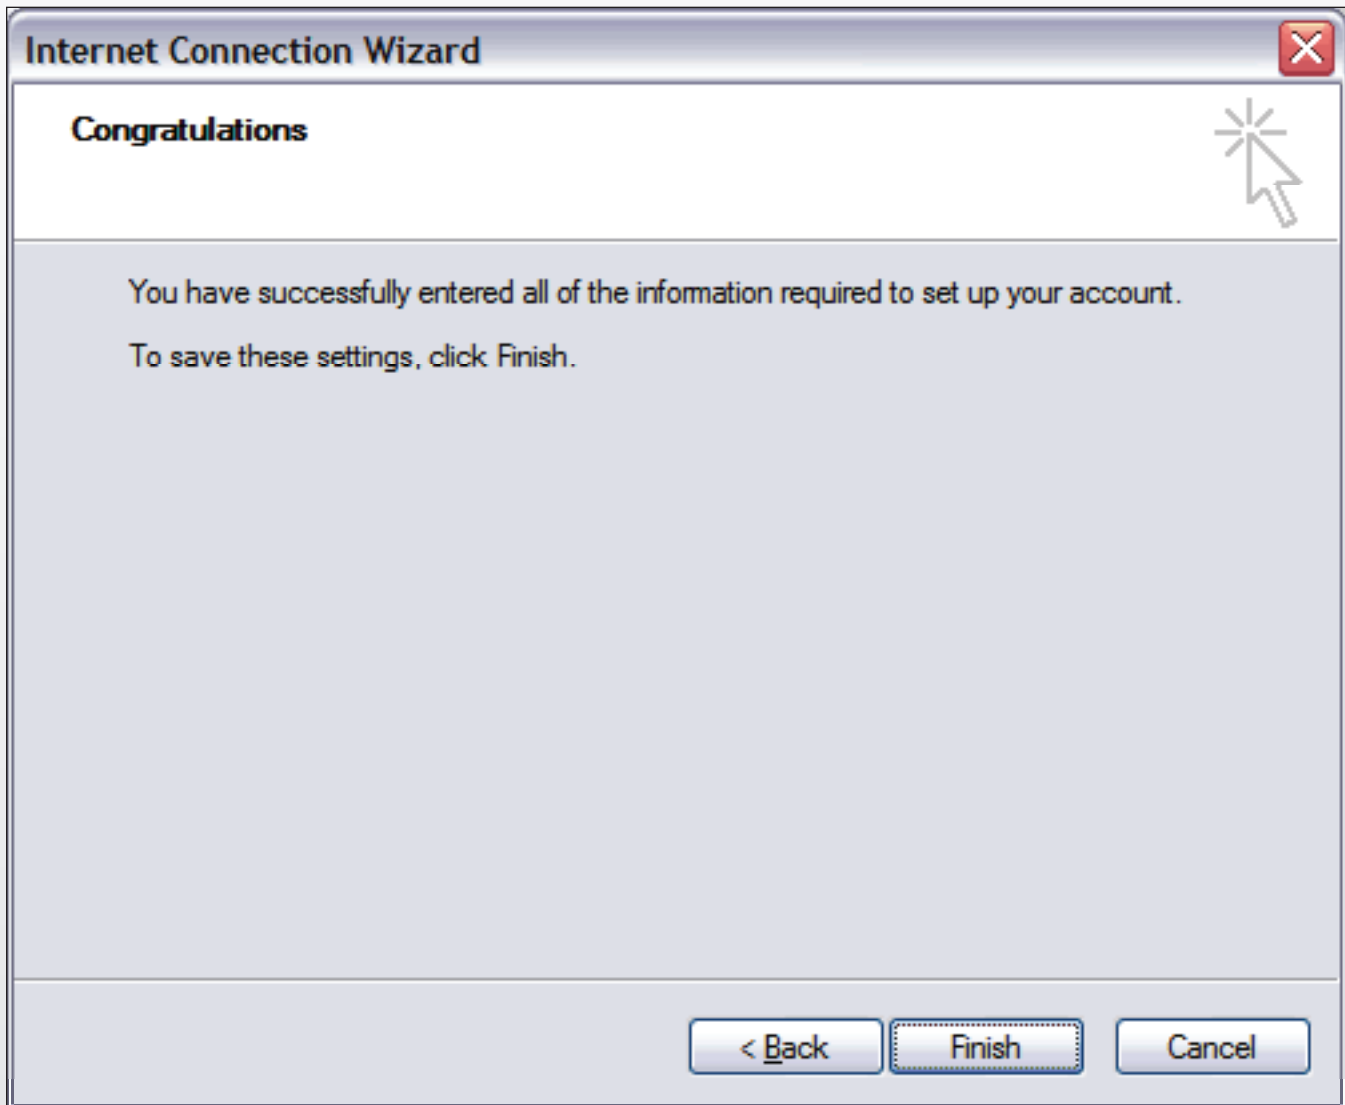 Internet Connection Wizard
Congratulations
You have successfully entered all of the information required to set up your account.
To save these settings, click Finish.
< Back Finish Cancel